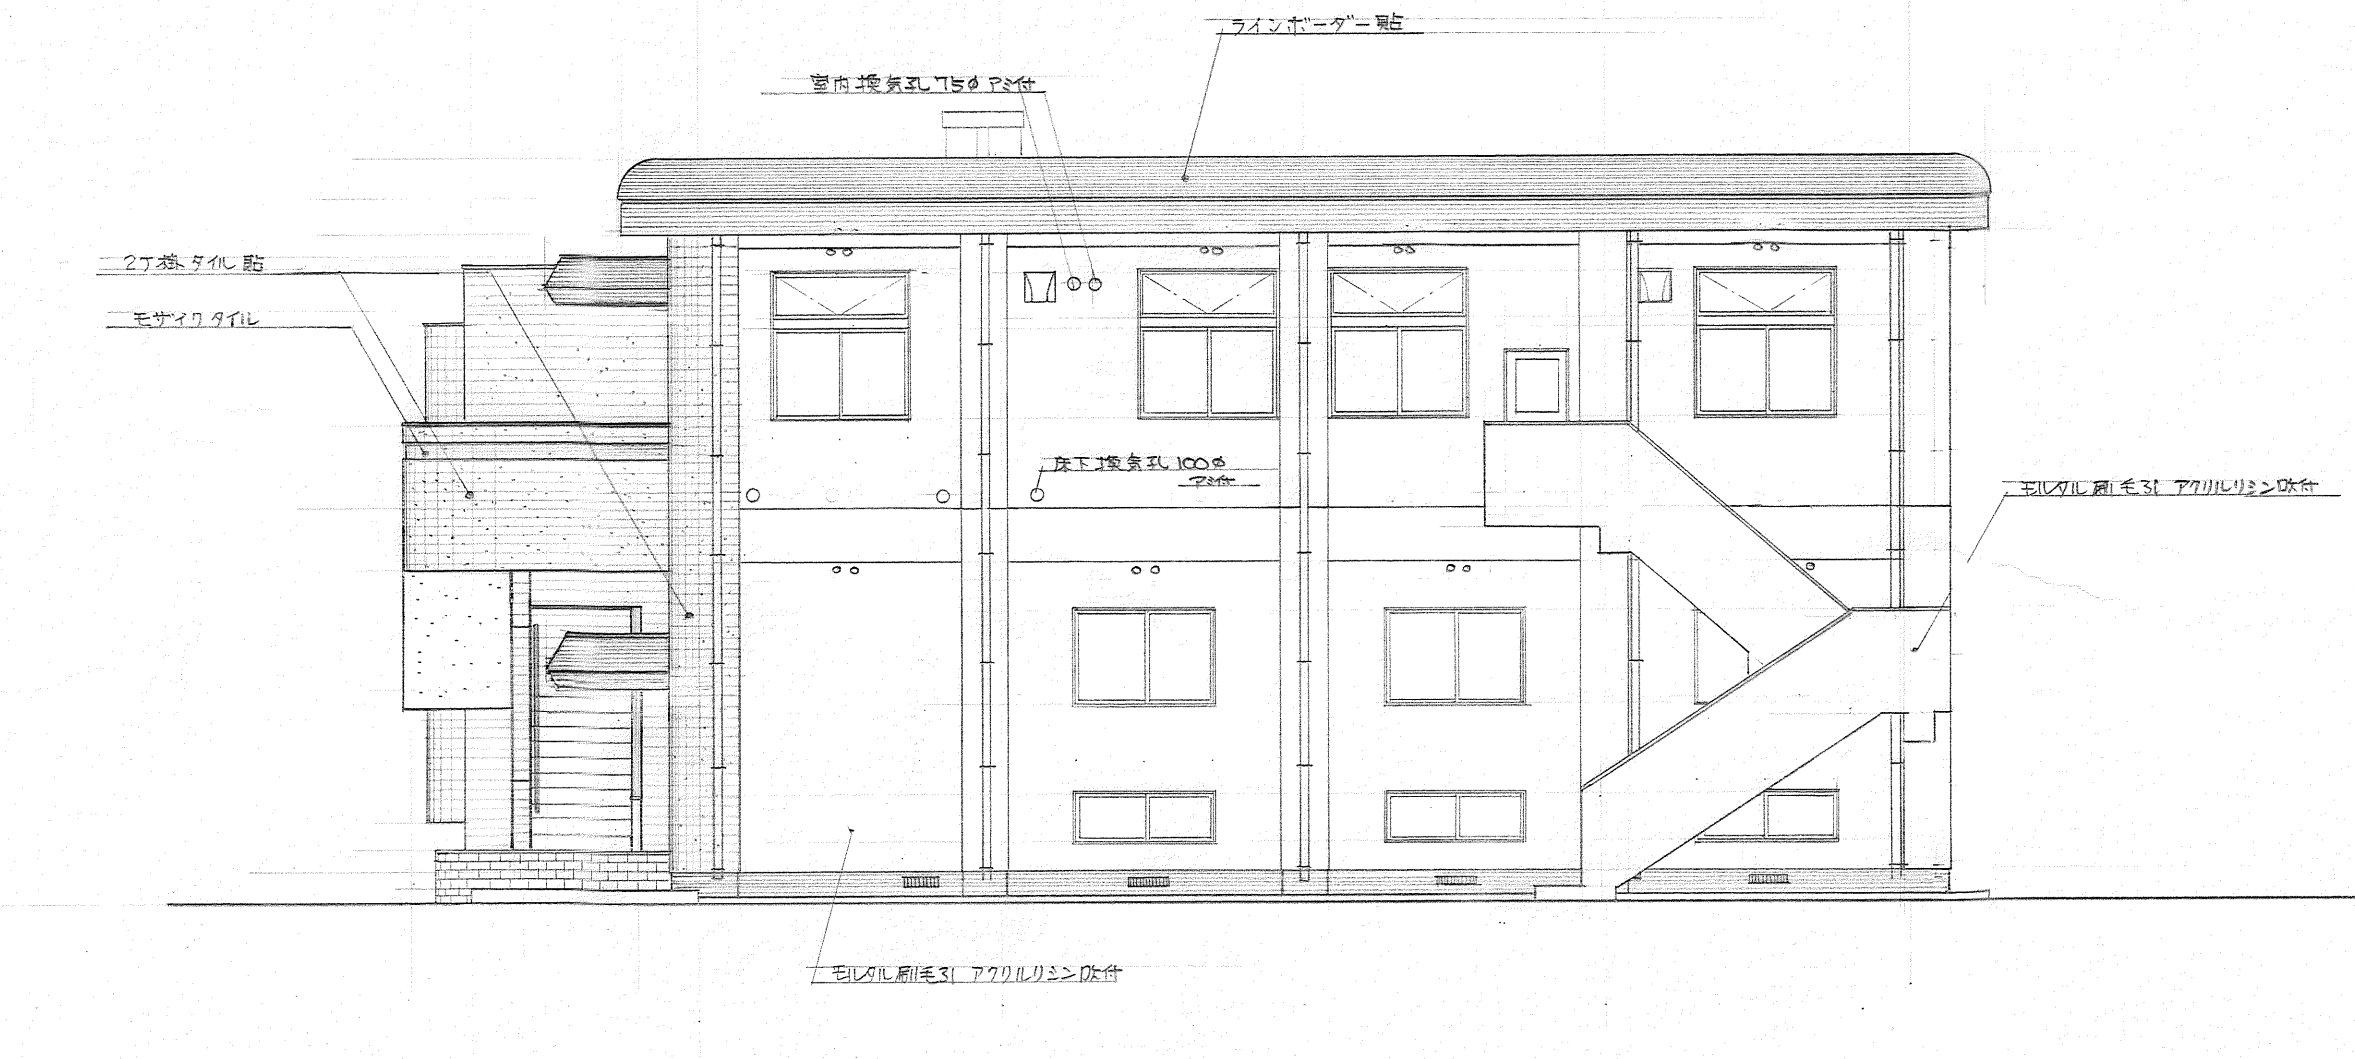 ラインボーダー貼
室内換気孔75φ アミ付
2丁掛タイル貼
モザイクタイル
床下換気孔100φ
アミ付
モルタル刷毛引 アクリルリシン吹付
モルタル刷毛引 アクリルリシン吹付